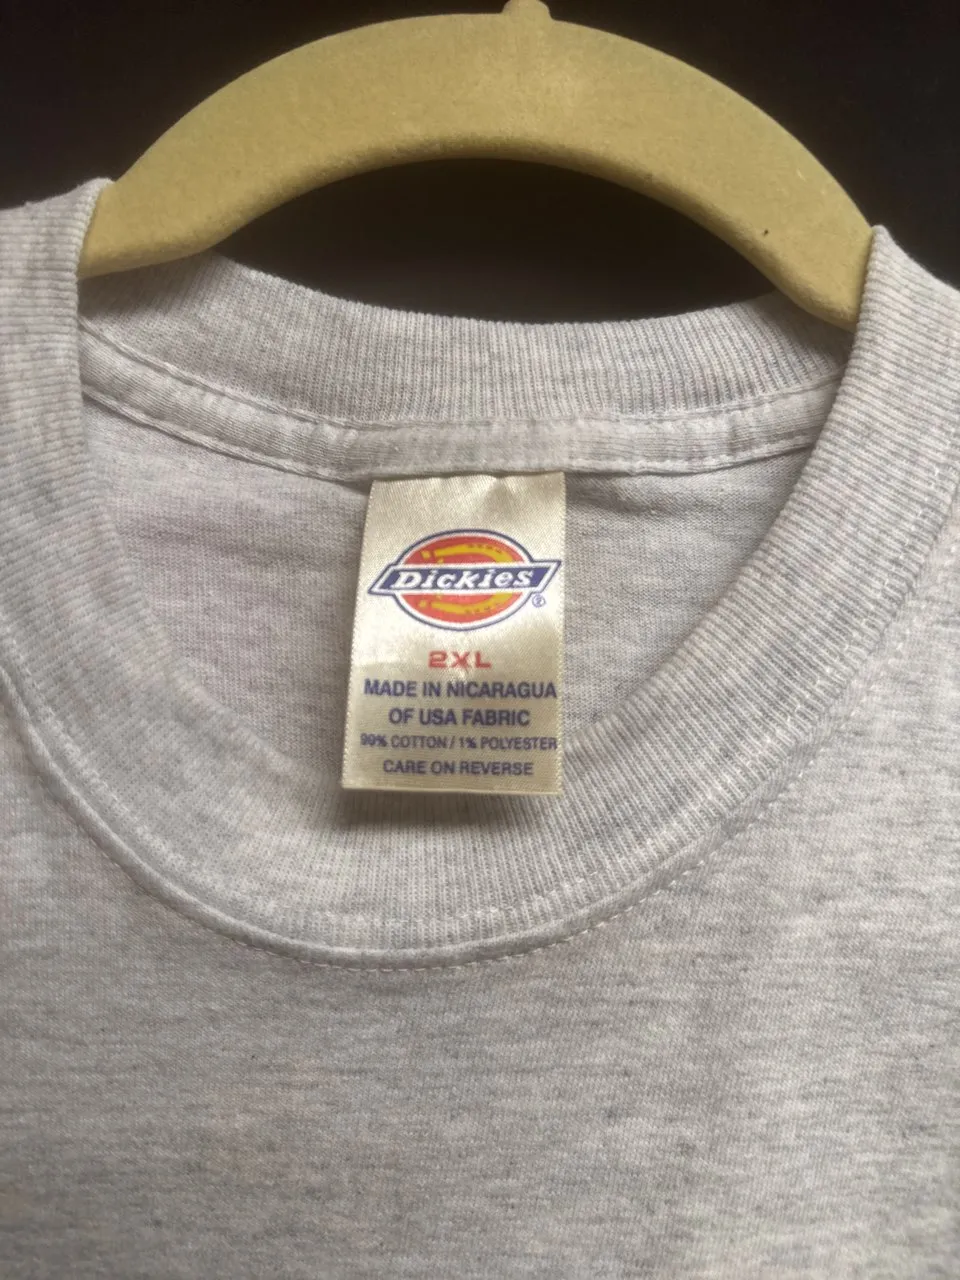 Dickies®
2XL
MADE IN NICARAGUA
OF USA FABRIC
99% COTTON / 1% POLYESTER
CARE ON REVERSE